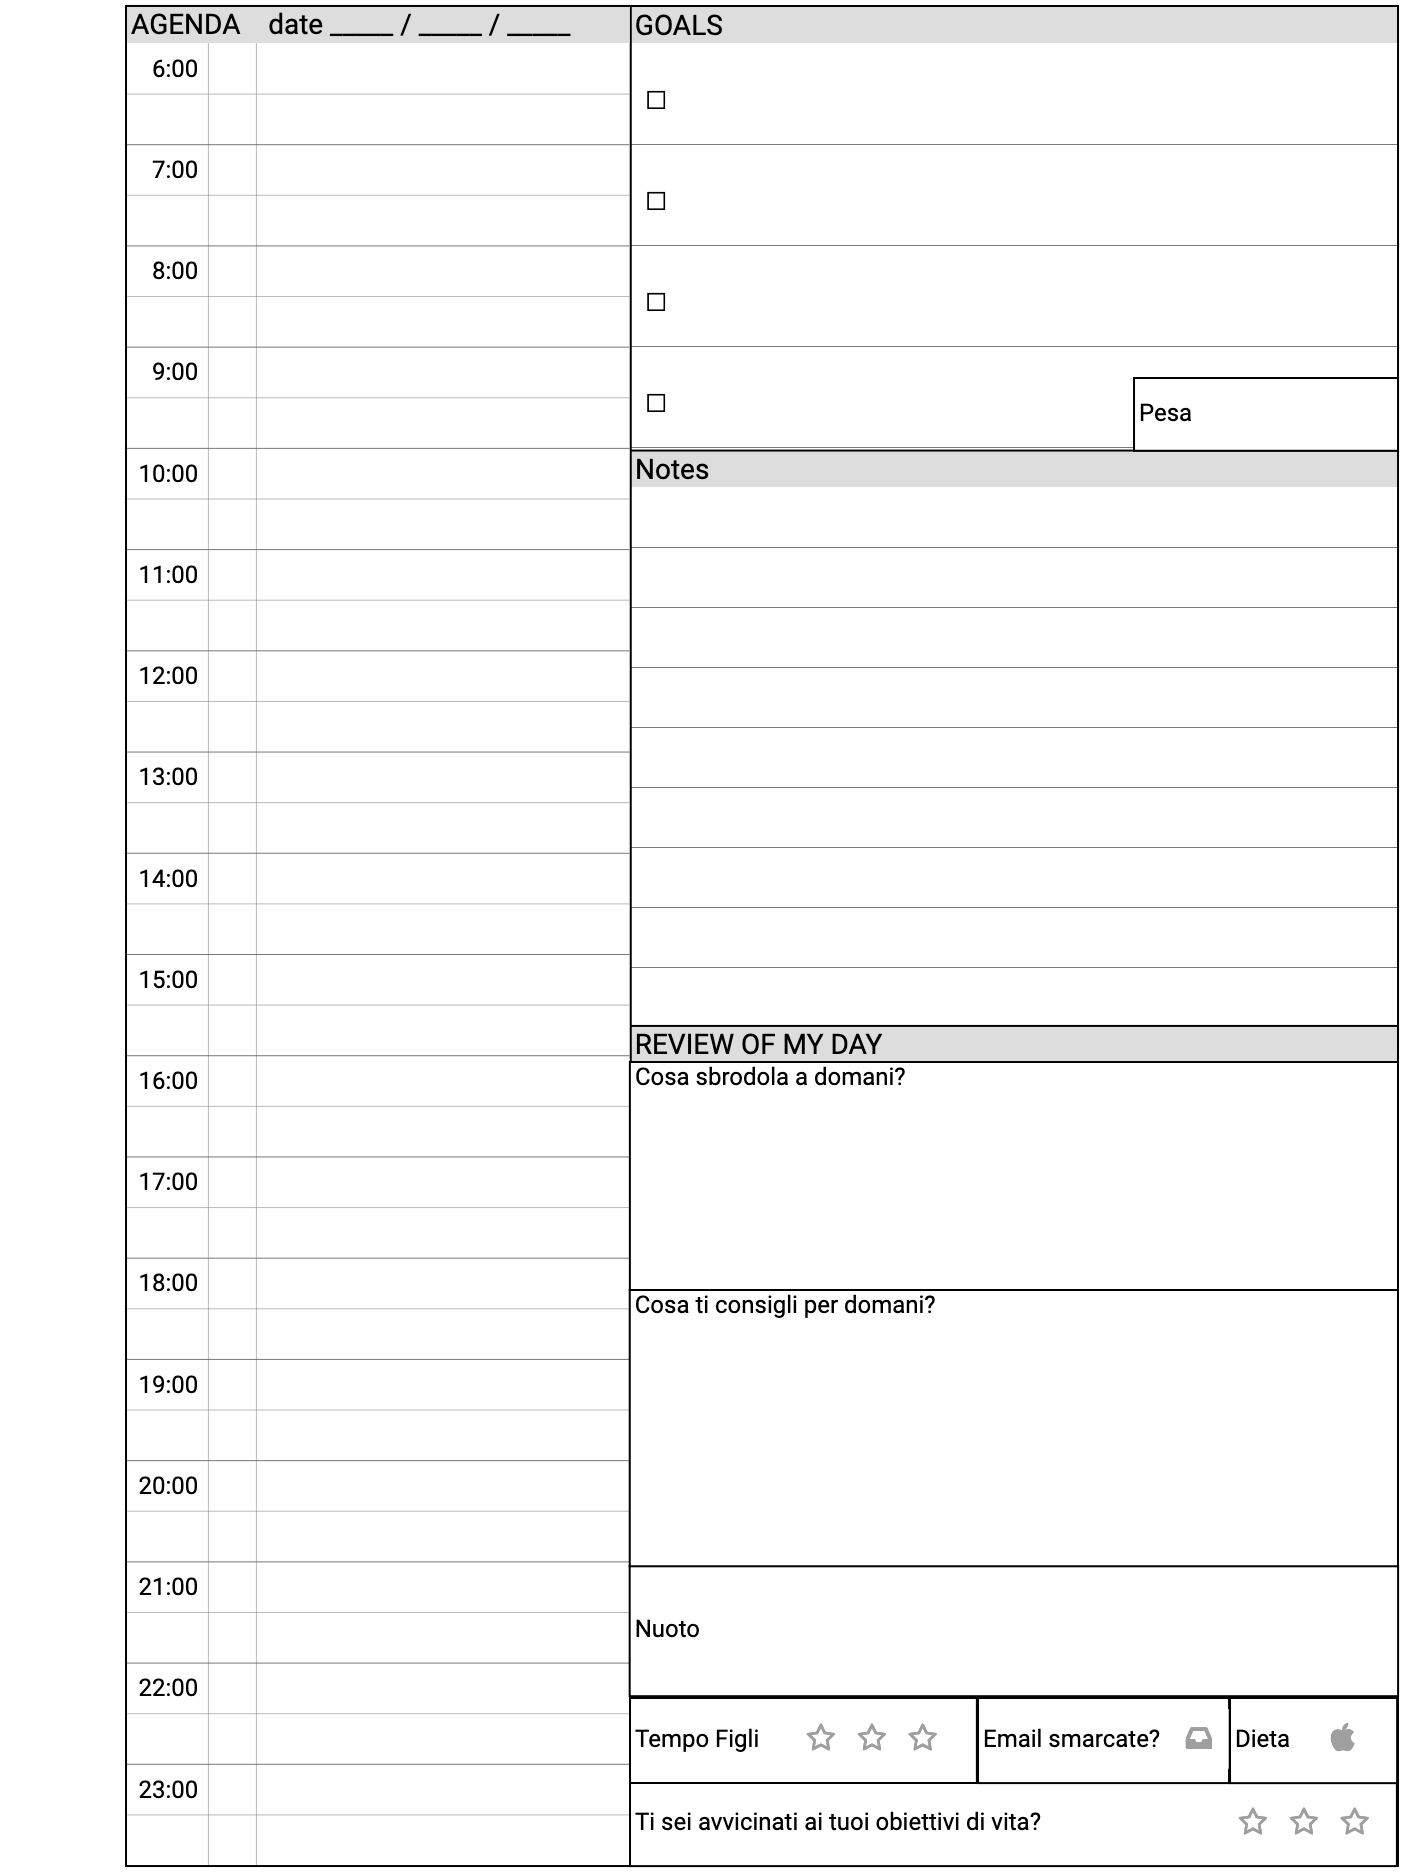 AGENDA date _____ / _____ / _____
6:00
7:00
8:00
9:00
10:00
11:00
12:00
13:00
14:00
15:00
16:00
17:00
18:00
19:00
20:00
21:00
22:00
23:00
GOALS
Pesa
Notes
REVIEW OF MY DAY
Cosa sbrodola a domani?
Cosa ti consigli per domani?
Nuoto
Tempo Figli
Email smarcate?
Dieta
Ti sei avvicinati ai tuoi obiettivi di vita?